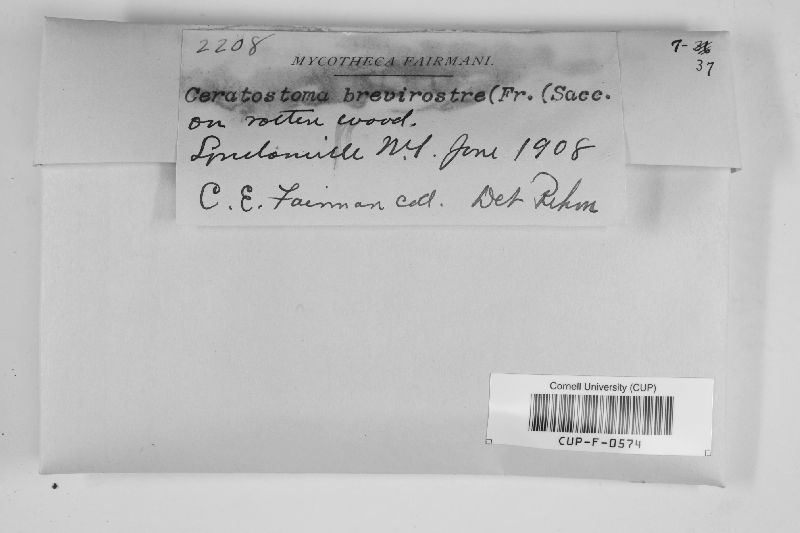 2208
7-36
37
MYCOTHECA FAIRMANI.
Ceratostoma brevirostre(Fr. (Sacc.
on rotten wood.
Lyndonville N.Y. June 1908
C. E. Fairman coll. Det Rehm
Cornell University (CUP)
CUP-F-0574